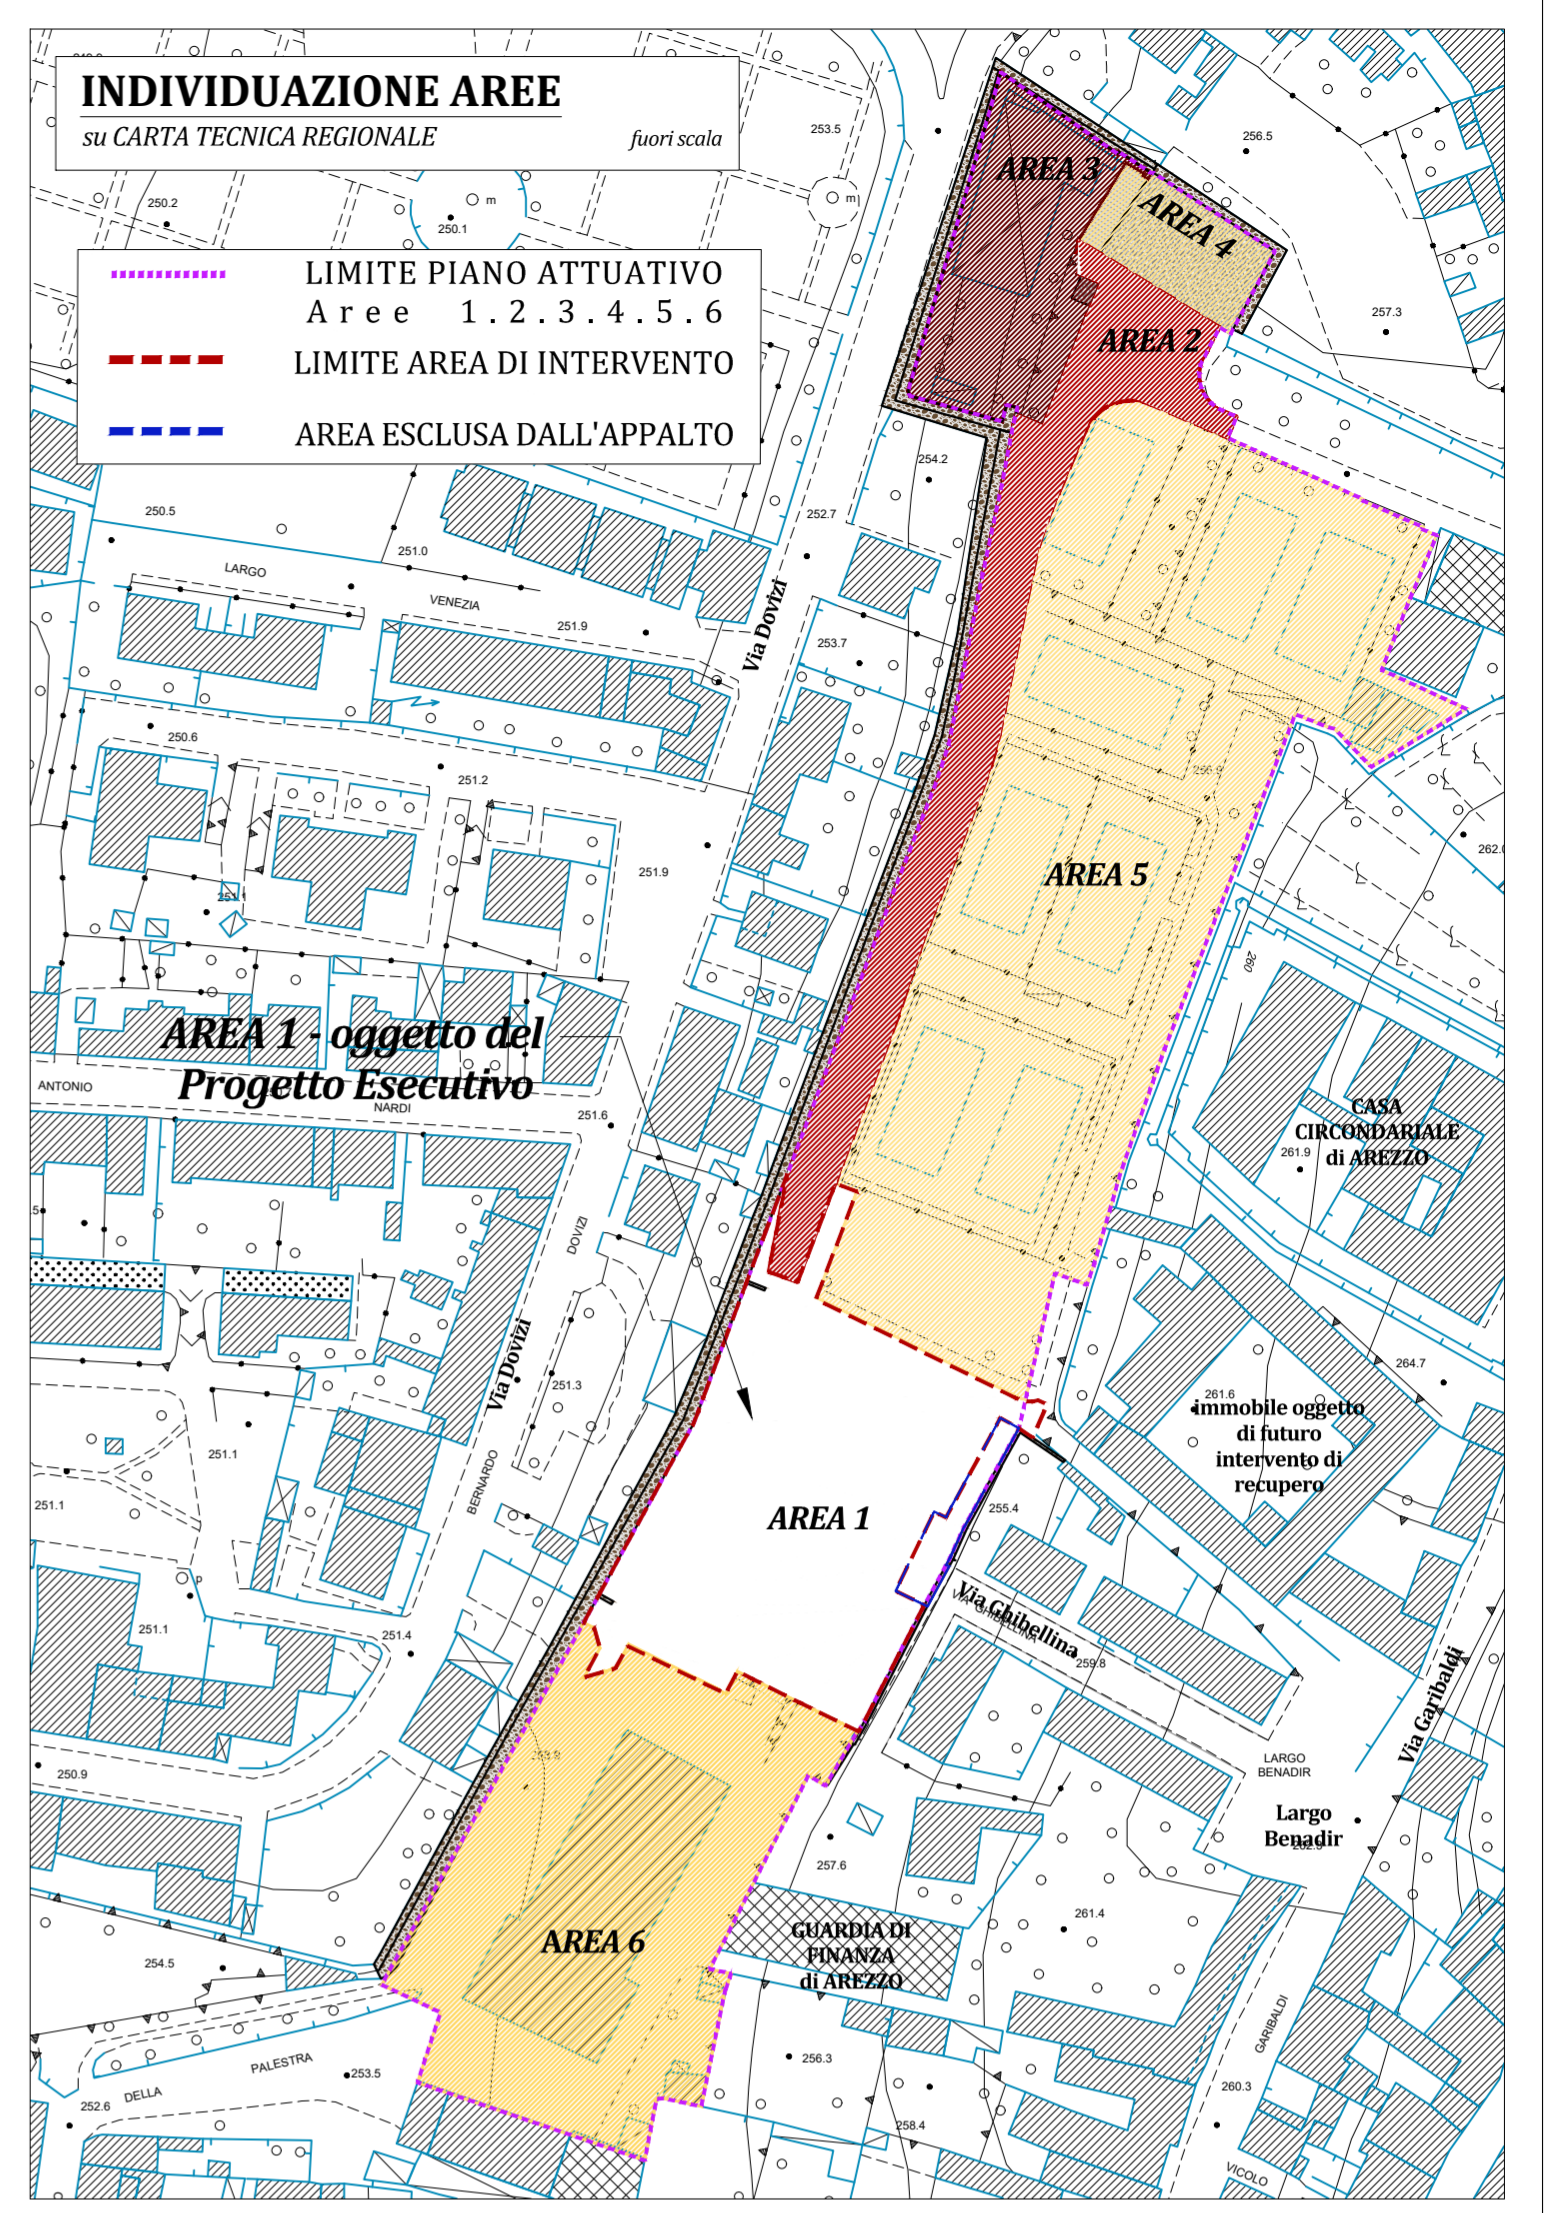 INDIVIDUAZIONE AREE
su CARTA TECNICA REGIONALE
fuori scala
LIMITE PIANO ATTUATIVO
Aree 1.2.3.4.5.6
LIMITE AREA DI INTERVENTO
AREA ESCLUSA DALL'APPALTO
253.5
256.5
250.2
m
m
250.1
AREA 3
AREA 4
257.3
AREA 2
254.2
250.5
252.7
251.0
LARGO
VENEZIA
251.9
Via Dovizi
253.7
250.6
251.2
262.0
251.9
AREA 5
251.1
260
AREA 1 - oggetto del
Progetto Esecutivo
ANTONIO
NARDI
251.6
CASA
CIRCONDARIALE
di AREZZO
261.9
DOVIZI
Via Dovizi
251.3
264.7
261.6
immobile oggetto
di futuro
intervento di
recupero
251.1
BERNARDO
251.1
AREA 1
255.4
p
Via Ghibellina
VIA GHIBELLINA
251.1
251.4
259.8
Via Garibaldi
LARGO
BENADIR
250.9
Largo
Benadir
257.6
261.4
AREA 6
GUARDIA DI
FINANZA
di AREZZO
254.5
GARIBALDI
PALESTRA
253.5
256.3
DELLA
252.6
260.3
258.4
VICOLO